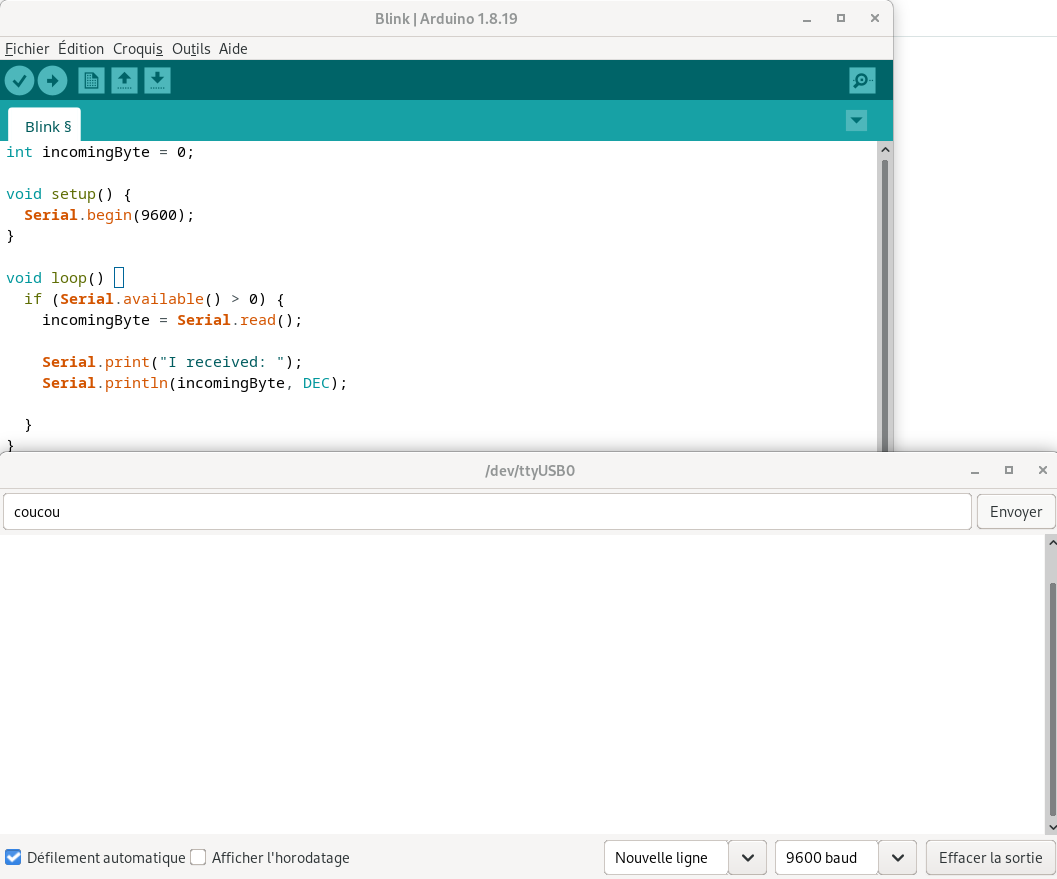 Blink | Arduino 1.8.19
Fichier Édition Croquis Outils Aide
Blink §
int incomingByte = 0;
void setup() {
  Serial.begin(9600);
}
void loop() {
  if (Serial.available() > 0) {
    incomingByte = Serial.read();
    Serial.print("I received: ");
    Serial.println(incomingByte, DEC);
  }
}
/dev/ttyUSB0
coucou Envoyer
Défilement automatique Afficher l'horodatage Nouvelle ligne 9600 baud Effacer la sortie